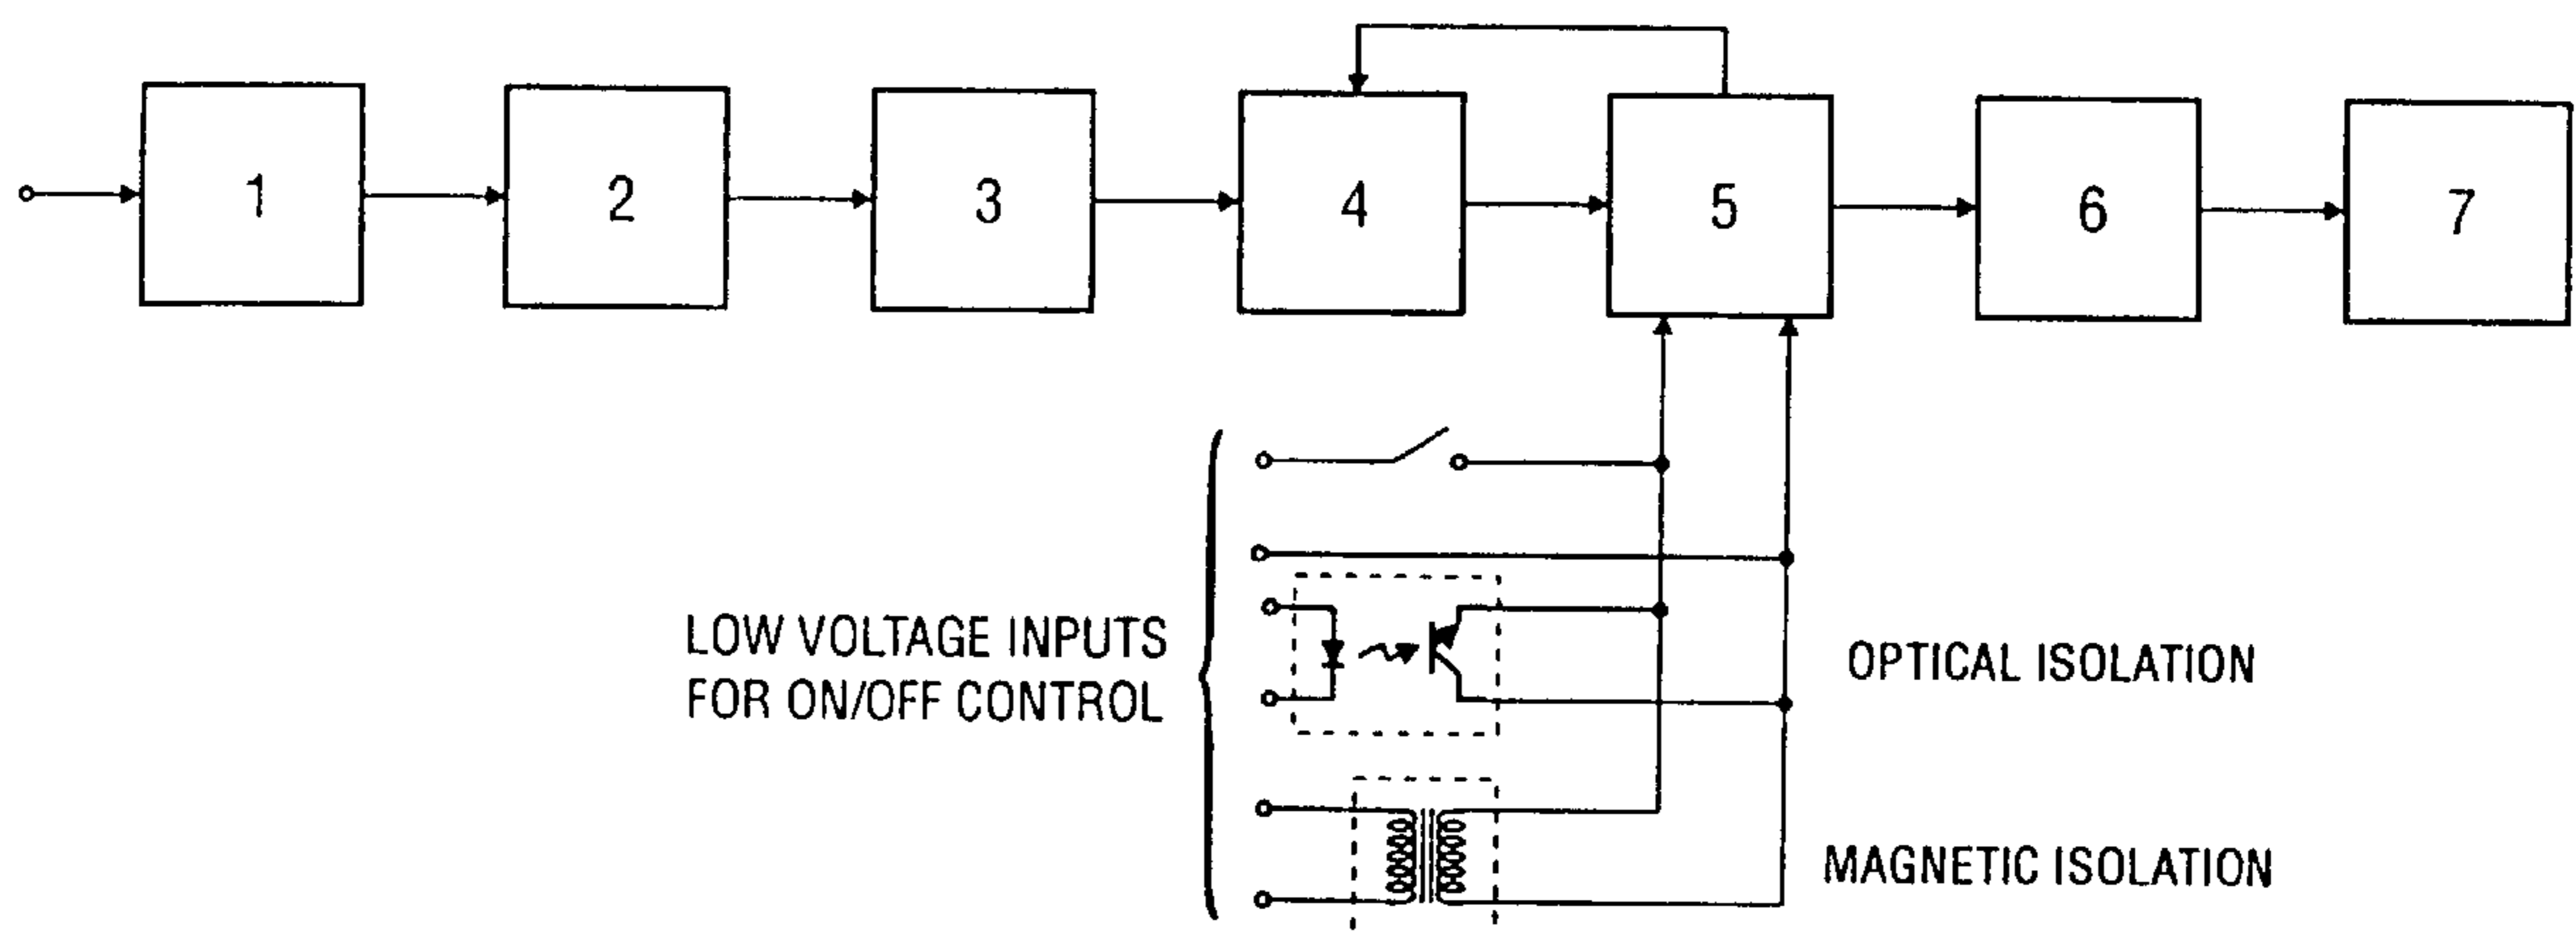 1 2 3 4 5 6 7
LOW VOLTAGE INPUTS
FOR ON/OFF CONTROL
OPTICAL ISOLATION
MAGNETIC ISOLATION